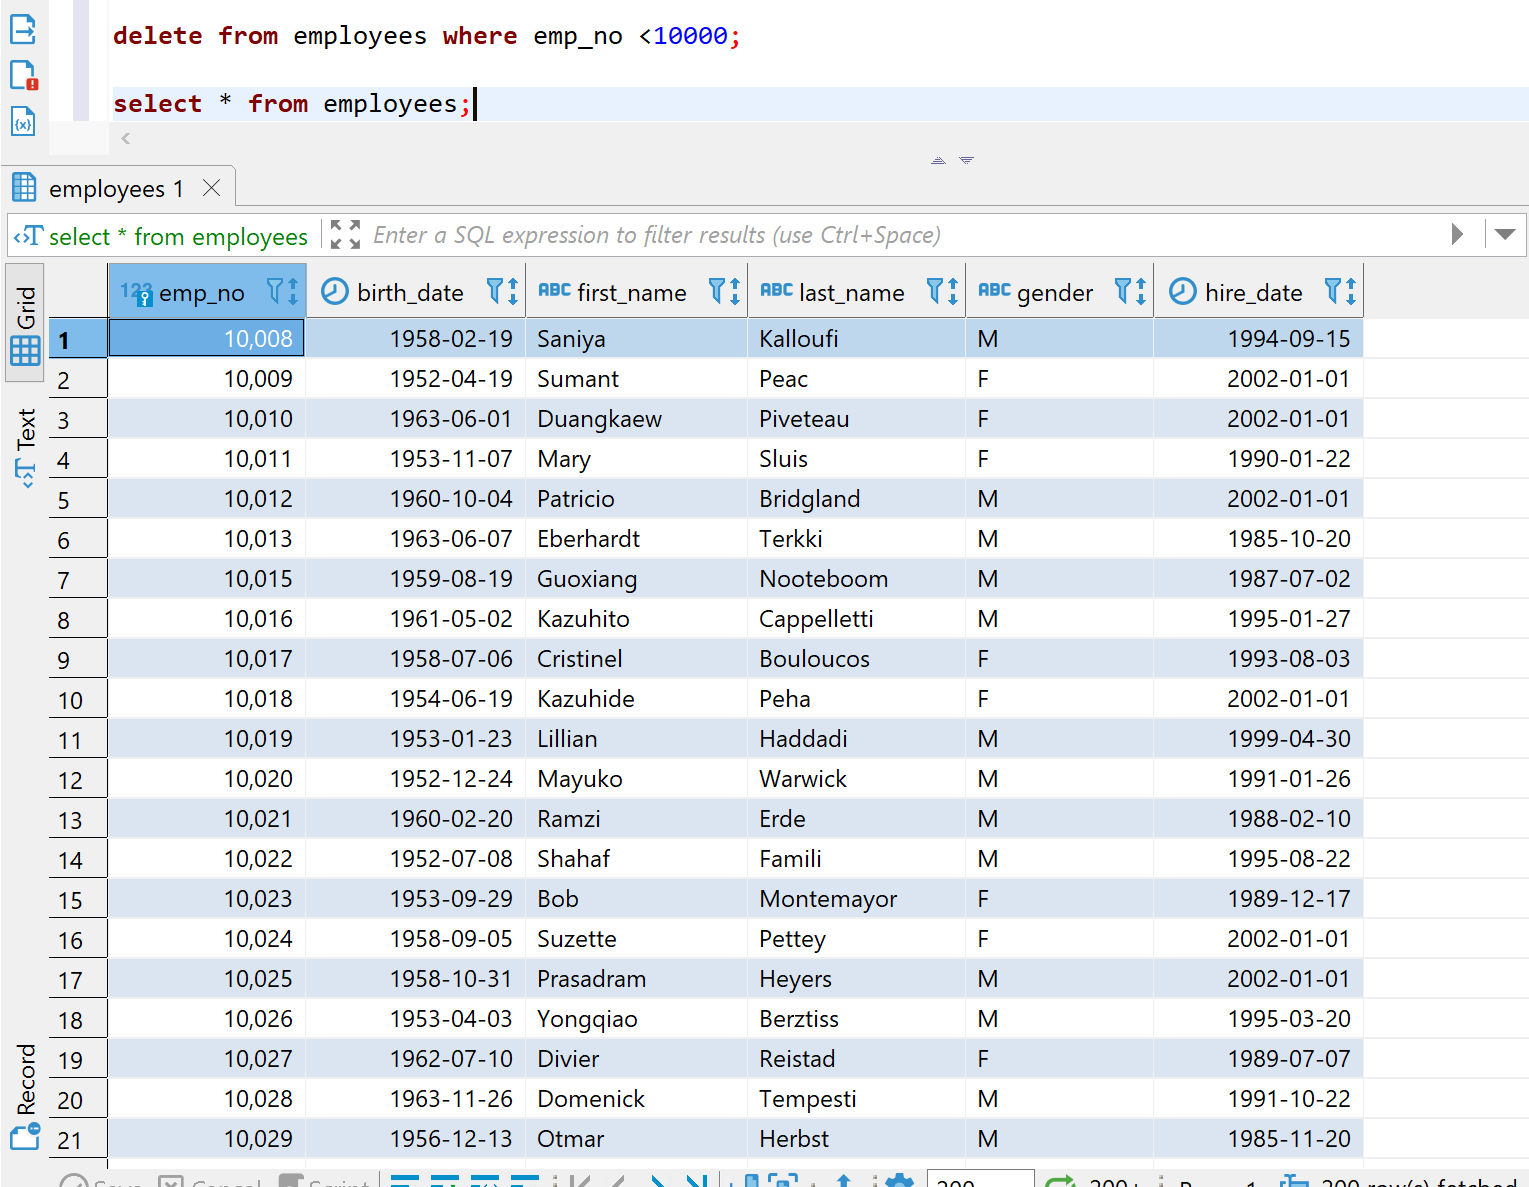 delete from employees where emp_no <10000;
select * from employees;
employees 1
select * from employees Enter a SQL expression to filter results (use Ctrl+Space)
Grid
Text
Record
123 emp_no ABC birth_date ABC first_name ABC last_name ABC gender hire_date
1 10,008 1958-02-19 Saniya Kalloufi M 1994-09-15
2 10,009 1952-04-19 Sumant Peac F 2002-01-01
3 10,010 1963-06-01 Duangkaew Piveteau F 2002-01-01
4 10,011 1953-11-07 Mary Sluis F 1990-01-22
5 10,012 1960-10-04 Patricio Bridgland M 2002-01-01
6 10,013 1963-06-07 Eberhardt Terkki M 1985-10-20
7 10,015 1959-08-19 Guoxiang Nooteboom M 1987-07-02
8 10,016 1961-05-02 Kazuhito Cappelletti M 1995-01-27
9 10,017 1958-07-06 Cristinel Bouloucos F 1993-08-03
10 10,018 1954-06-19 Kazuhide Peha F 2002-01-01
11 10,019 1953-01-23 Lillian Haddadi M 1999-04-30
12 10,020 1952-12-24 Mayuko Warwick M 1991-01-26
13 10,021 1960-02-20 Ramzi Erde M 1988-02-10
14 10,022 1952-07-08 Shahaf Famili M 1995-08-22
15 10,023 1953-09-29 Bob Montemayor F 1989-12-17
16 10,024 1958-09-05 Suzette Pettey F 2002-01-01
17 10,025 1958-10-31 Prasadram Heyers M 2002-01-01
18 10,026 1953-04-03 Yongqiao Berztiss M 1995-03-20
19 10,027 1962-07-10 Divier Reistad F 1989-07-07
20 10,028 1963-11-26 Domenick Tempesti M 1991-10-22
21 10,029 1956-12-13 Otmar Herbst M 1985-11-20
Save Cancel Script 200 200+ 200 row(s) fetched